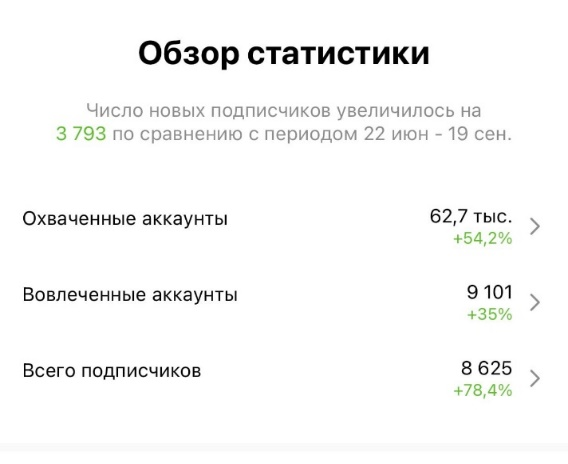 Обзор статистики
Число новых подписчиков увеличилось на
3 793 по сравнению с периодом 22 июн - 19 сен.
Охваченные аккаунты
62,7 тыс.
+54,2%
Вовлеченные аккаунты
9 101
+35%
Всего подписчиков
8 625
+78,4%